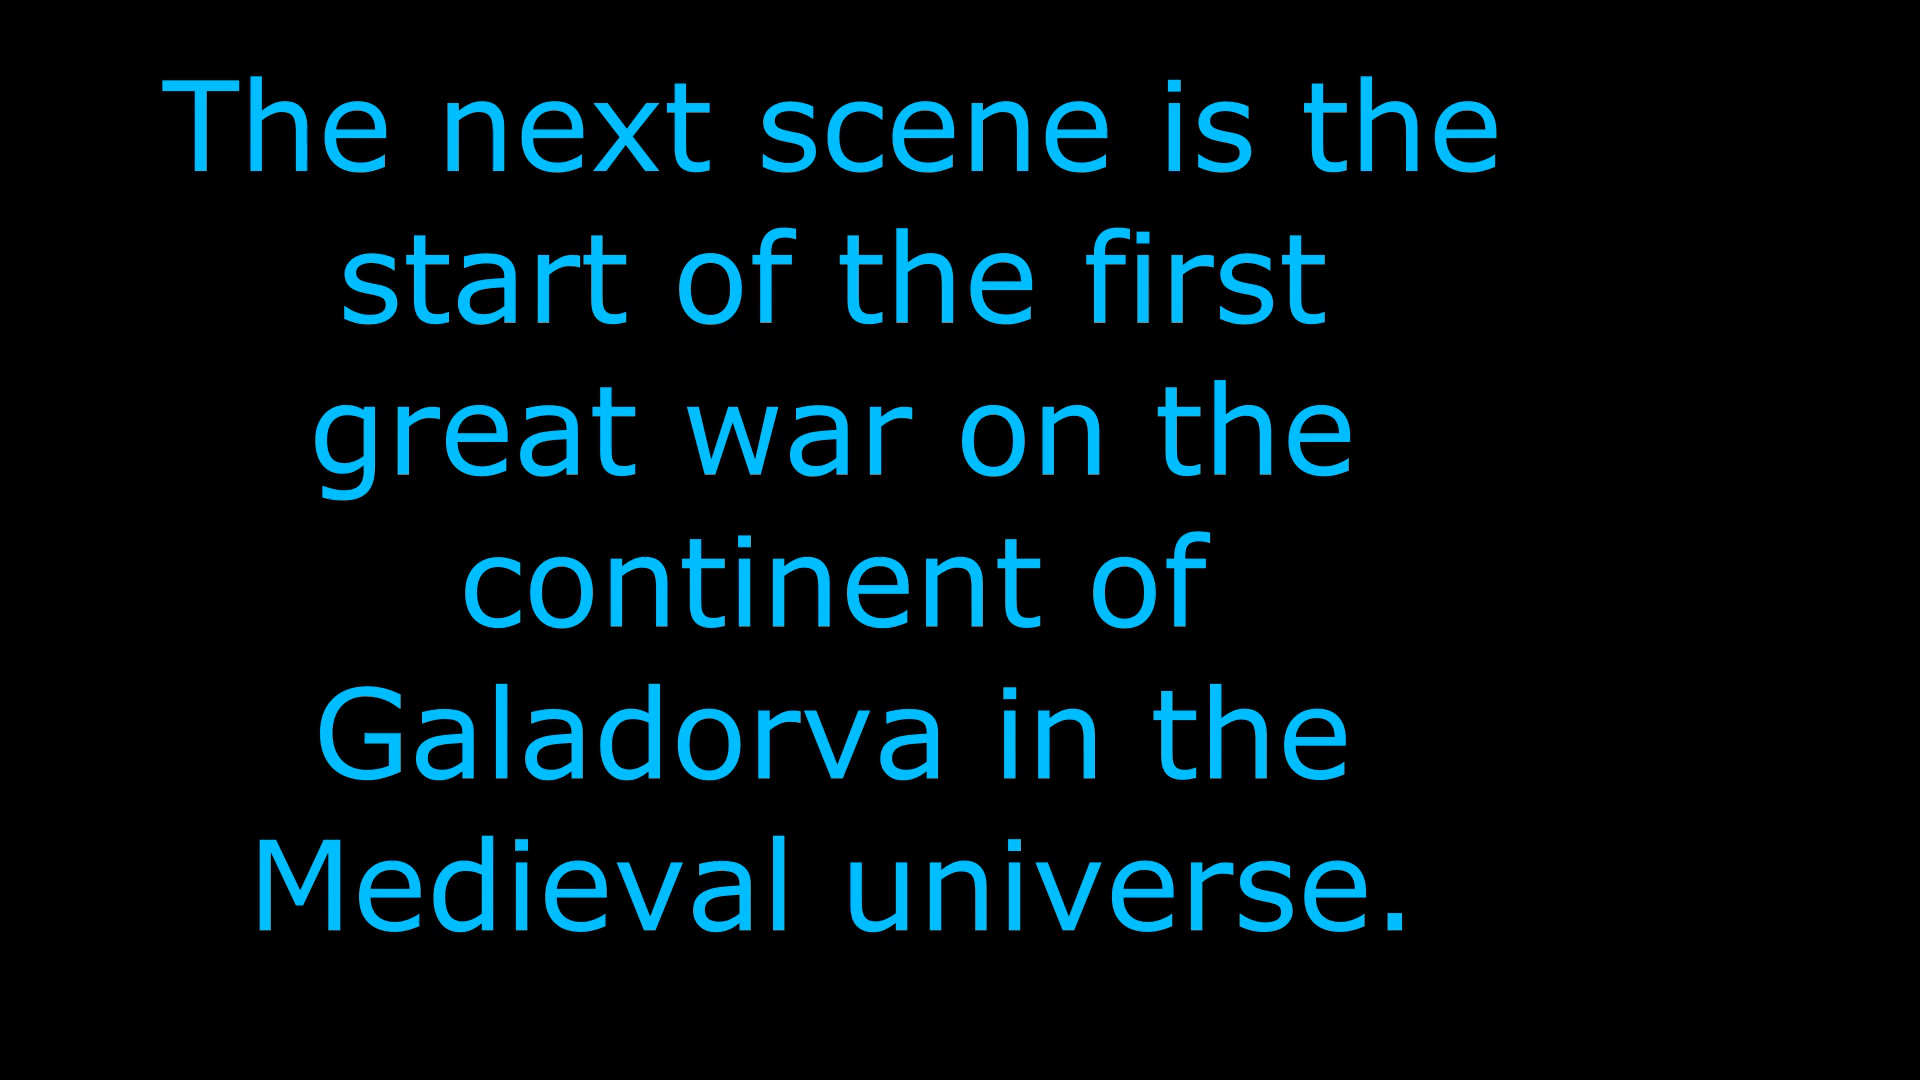 The next scene is the
start of the first
great war on the
continent of
Galadorva in the
Medieval universe.